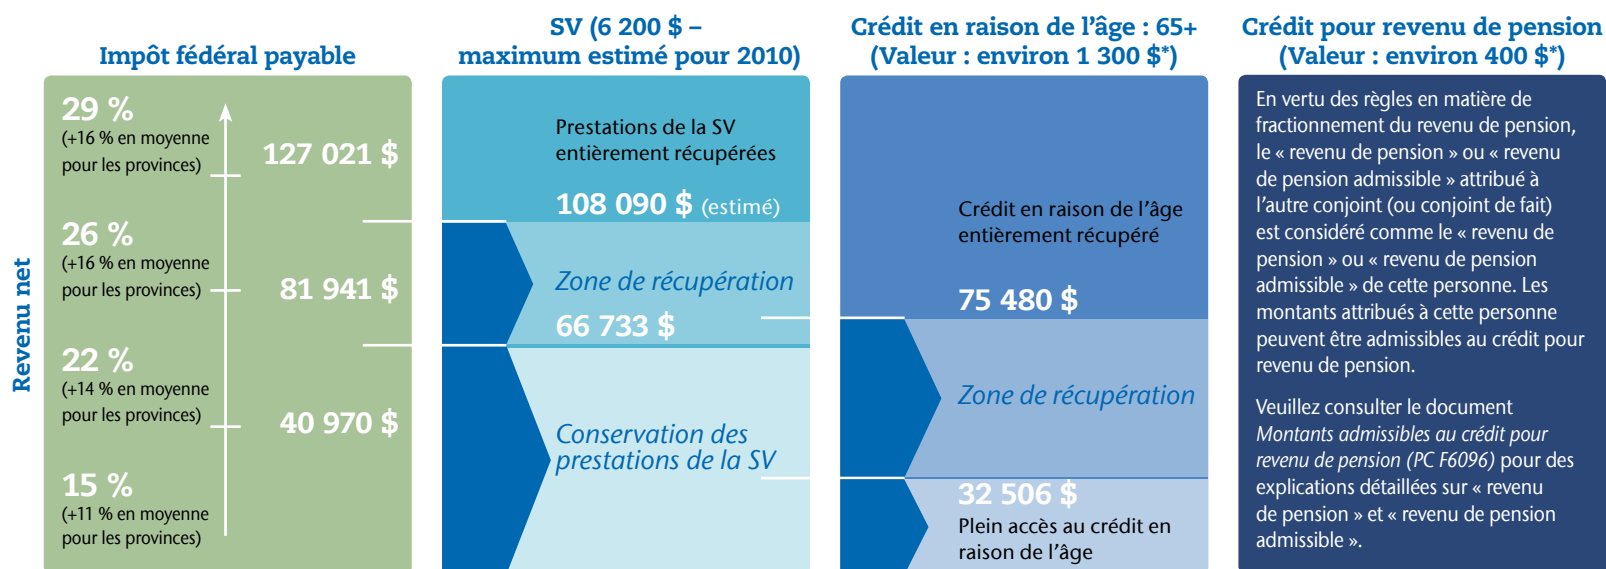 Revenu net
Impôt fédéral payable
29 %
(+16 % en moyenne
pour les provinces)
127 021 $
26 %
(+16 % en moyenne
pour les provinces)
81 941 $
22 %
(+14 % en moyenne
pour les provinces)
40 970 $
15 %
(+11 % en moyenne
pour les provinces)
SV (6 200 $ –
maximum estimé pour 2010)
Prestations de la SV
entièrement récupérées
108 090 $ (estimé)
Zone de récupération
66 733 $
Conservation des
prestations de la SV
Crédit en raison de l’âge : 65+
(Valeur : environ 1 300 $*)
Crédit en raison de l’âge
entièrement récupéré
75 480 $
Zone de récupération
32 506 $
Plein accès au crédit en
raison de l’âge
Crédit pour revenu de pension
(Valeur : environ 400 $*)
En vertu des règles en matière de
fractionnement du revenu de pension,
le « revenu de pension » ou « revenu
de pension admissible » attribué à
l’autre conjoint (ou conjoint de fait)
est considéré comme le « revenu de
pension » ou « revenu de pension
admissible » de cette personne. Les
montants attribués à cette personne
peuvent être admissibles au crédit pour
revenu de pension.
Veuillez consulter le document
Montants admissibles au crédit pour
revenu de pension (PC F6096) pour des
explications détaillées sur « revenu
de pension » et « revenu de pension
admissible ».